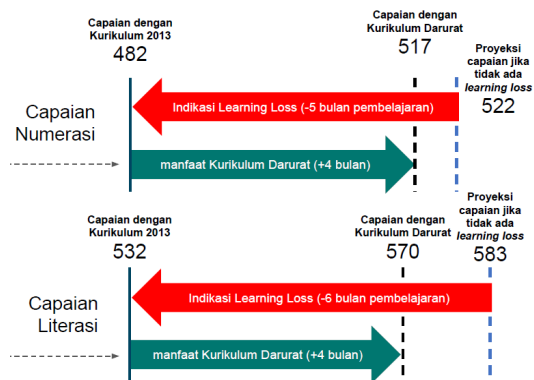 Capaian dengan
Kurikulum 2013
482
Capaian dengan
Kurikulum Darurat
517
Proyeksi
capaian jika
tidak ada
learning loss
522
Capaian
Numerasi
Indikasi Learning Loss (-5 bulan pembelajaran)
manfaat Kurikulum Darurat (+4 bulan)
Capaian dengan
Kurikulum 2013
532
Capaian dengan
Kurikulum Darurat
570
Proyeksi
capaian jika
tidak ada
learning loss
583
Capaian
Literasi
Indikasi Learning Loss (-6 bulan pembelajaran)
manfaat Kurikulum Darurat (+4 bulan)